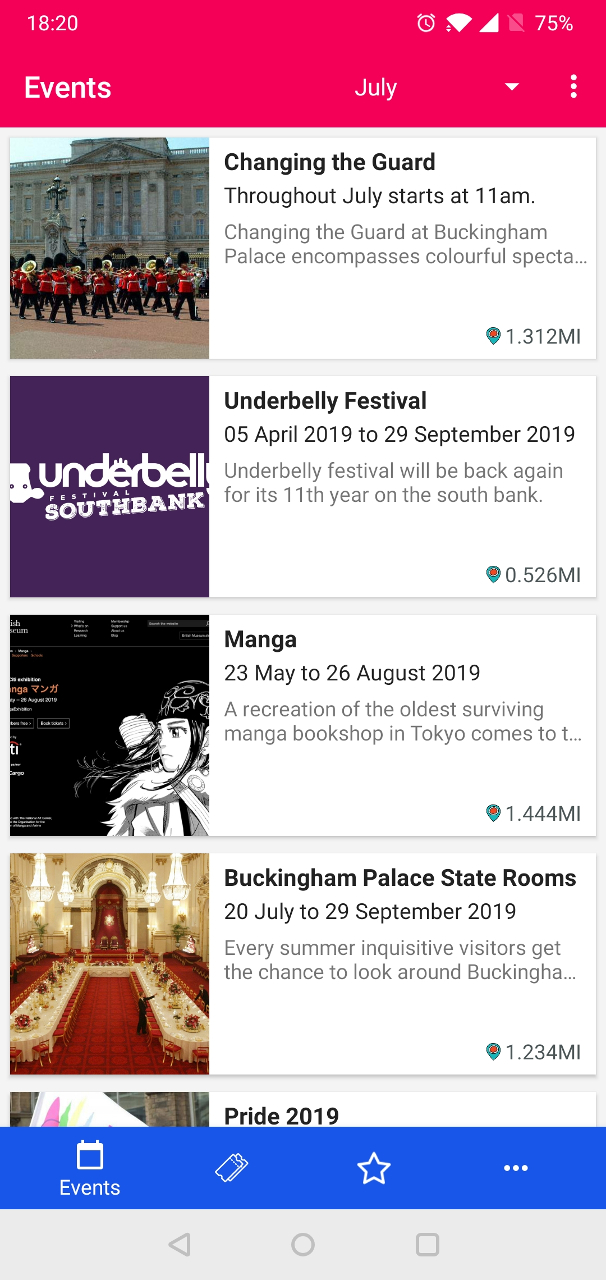 18:20
75%
Events
July
Changing the Guard
Throughout July starts at 11am.
Changing the Guard at Buckingham
Palace encompasses colourful specta...
1.312MI
underbelly
FESTIVAL
SOUTHBANK
Underbelly Festival
05 April 2019 to 29 September 2019
Underbelly festival will be back again
for its 11th year on the south bank.
0.526MI
マンガ
Manga
23 May to 26 August 2019
A recreation of the oldest surviving
manga bookshop in Tokyo comes to t...
1.444MI
Buckingham Palace State Rooms
20 July to 29 September 2019
Every summer inquisitive visitors get
the chance to look around Buckingha...
1.234MI
Pride 2019
Events